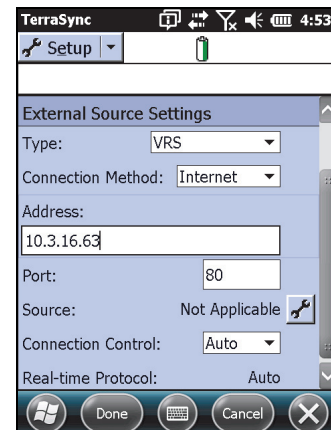 TerraSync 4:53
Setup
External Source Settings
Type: VRS
Connection Method: Internet
Address:
10.3.16.63
Port: 80
Source: Not Applicable
Connection Control: Auto
Real-time Protocol: Auto
Done Cancel